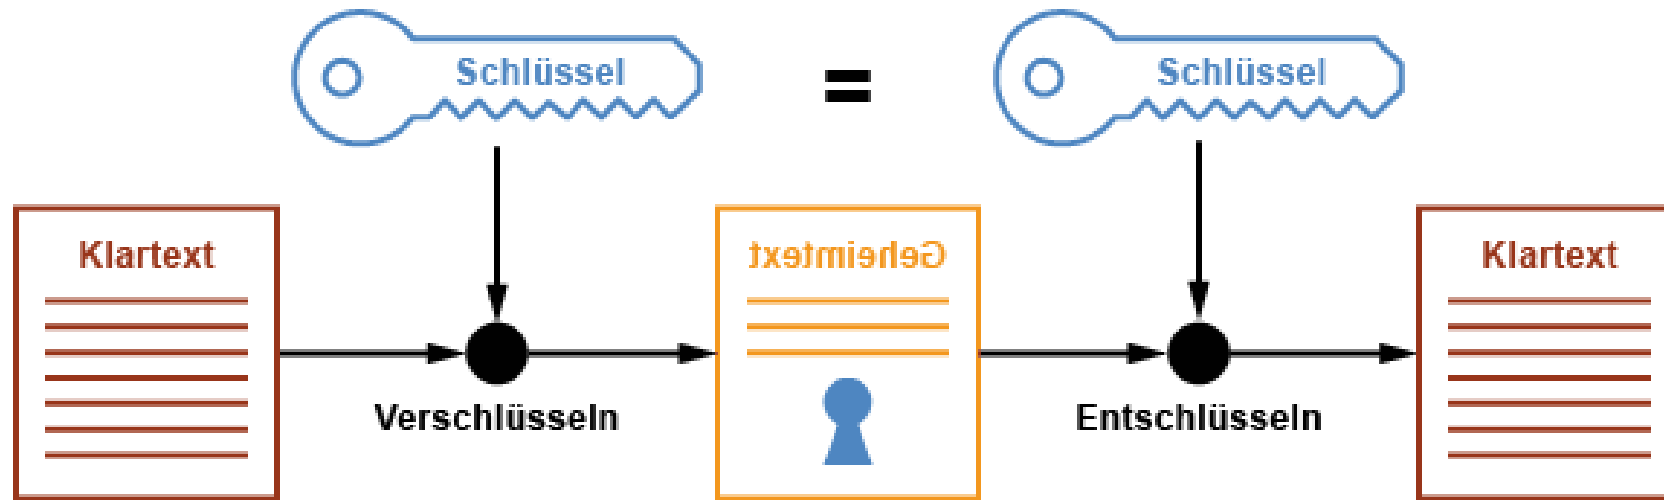 Schlüssel = Schlüssel
Klartext
Geheimtext
Klartext
Verschlüsseln
Entschlüsseln